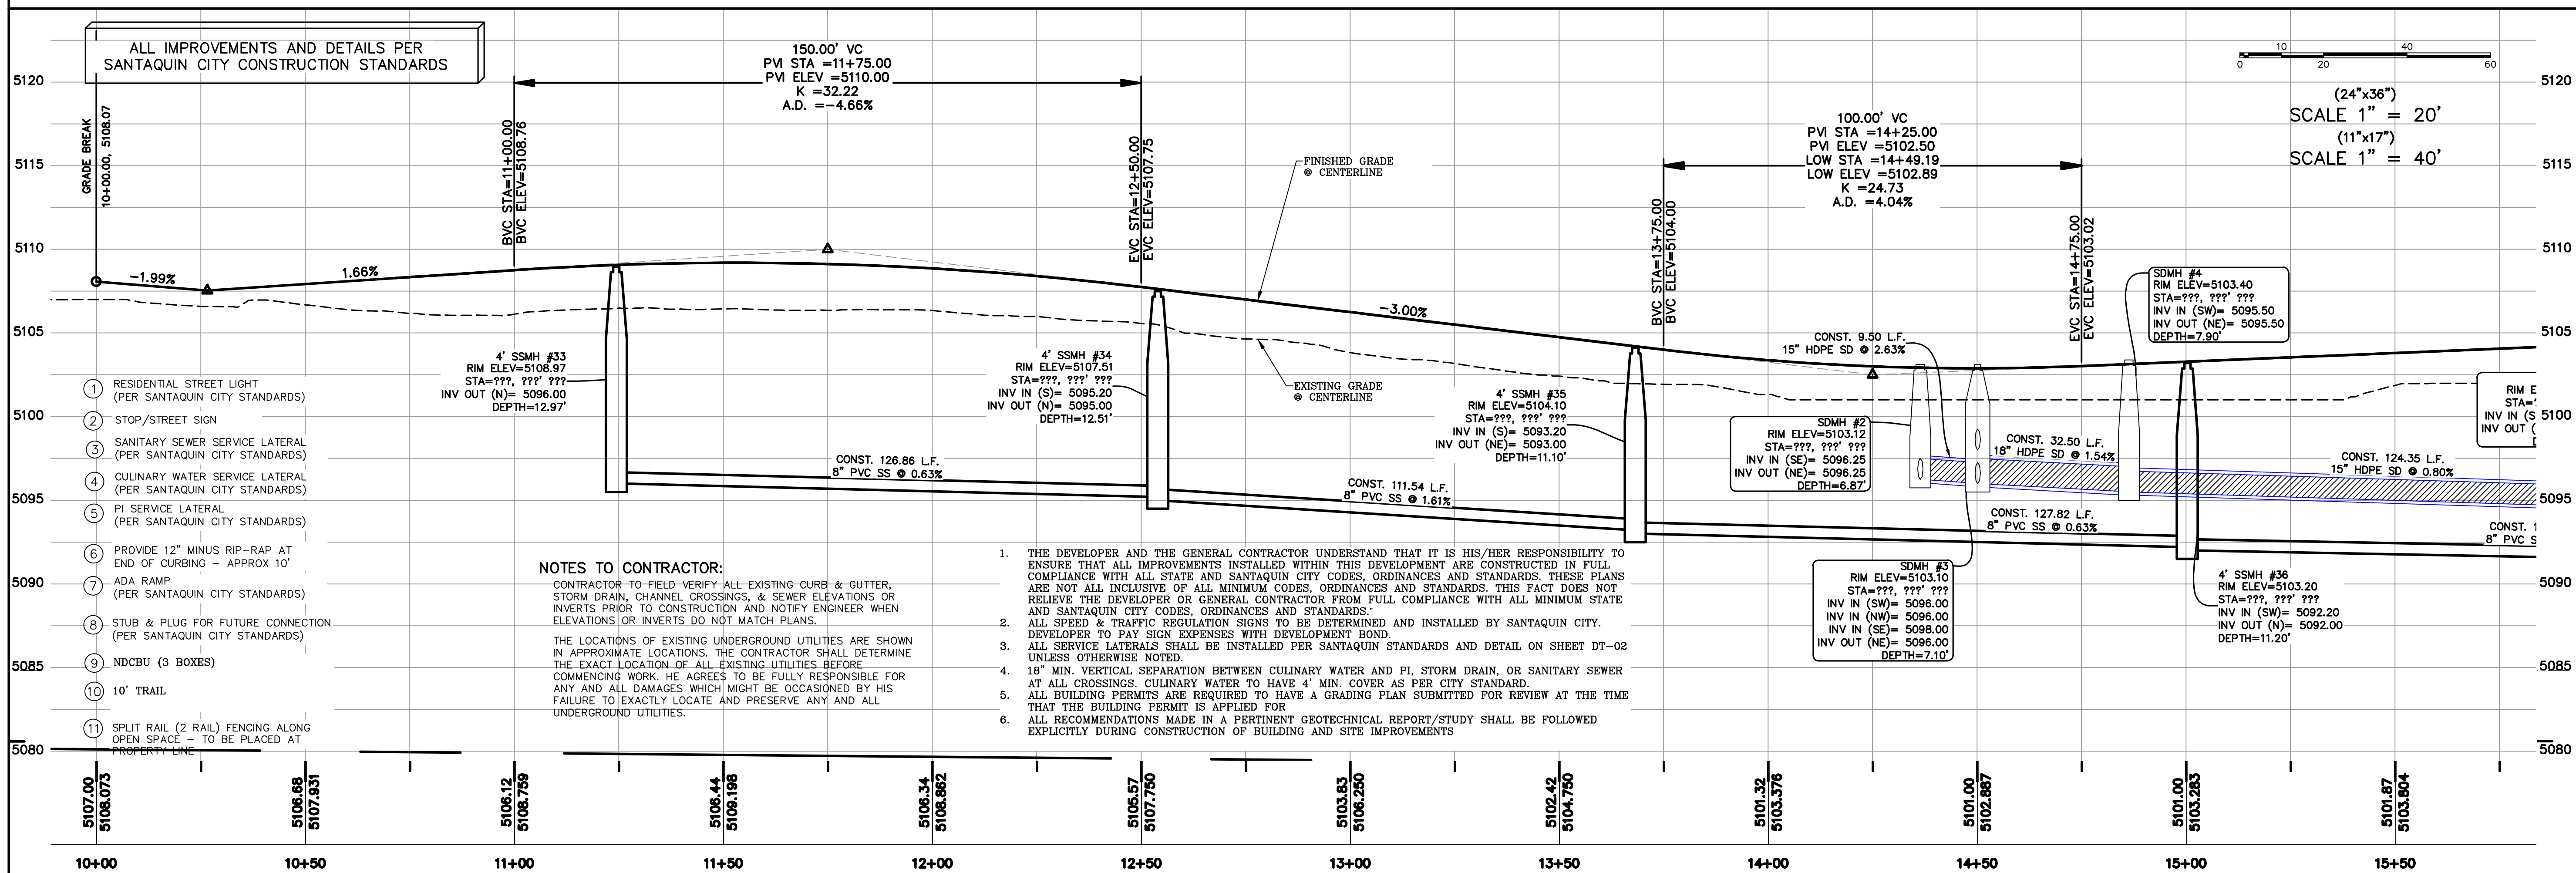 ALL IMPROVEMENTS AND DETAILS PER
SANTAQUIN CITY CONSTRUCTION STANDARDS
150.00' VC
PVI STA =11+75.00
PVI ELEV =5110.00
K =32.22
A.D. =-4.66%
100.00' VC
PVI STA =14+25.00
PVI ELEV =5102.50
LOW STA =14+49.19
LOW ELEV =5102.89
K =24.73
A.D. =4.04%
10 40
0 20 60
(24"x36")
SCALE 1" = 20'
(11"x17")
SCALE 1" = 40'
5120
5115
5110
5105
5100
5095
5090
5085
5080
5120
5115
5110
5105
5100
5095
5090
5085
5080
GRADE BREAK
10+00.00, 5108.07
BVC STA=11+00.00
BVC ELEV=5108.76
EVC STA=12+50.00
EVC ELEV=5107.75
BVC STA=13+75.00
BVC ELEV=5104.00
EVC STA=14+75.00
EVC ELEV=5103.02
FINISHED GRADE
@ CENTERLINE
EXISTING GRADE
@ CENTERLINE
-1.99%
1.66%
-3.00%
4' SSMH #33
RIM ELEV=5108.97
STA=???, ???' ???
INV OUT (N)= 5096.00
DEPTH=12.97'
4' SSMH #34
RIM ELEV=5107.51
STA=???, ???' ???
INV IN (S)= 5095.20
INV OUT (N)= 5095.00
DEPTH=12.51'
4' SSMH #35
RIM ELEV=5104.10
STA=???, ???' ???
INV IN (S)= 5093.20
INV OUT (NE)= 5093.00
DEPTH=11.10'
SDMH #2
RIM ELEV=5103.12
STA=???, ???' ???
INV IN (SE)= 5096.25
INV OUT (NE)= 5096.25
DEPTH=6.87'
SDMH #3
RIM ELEV=5103.10
STA=???, ???' ???
INV IN (SW)= 5096.00
INV IN (NW)= 5096.00
INV IN (SE)= 5098.00
INV OUT (NE)= 5096.00
DEPTH=7.10'
SDMH #4
RIM ELEV=5103.40
STA=???, ???' ???
INV IN (SW)= 5095.50
INV OUT (NE)= 5095.50
DEPTH=7.90'
4' SSMH #36
RIM ELEV=5103.20
STA=???, ???' ???
INV IN (SW)= 5092.20
INV OUT (N)= 5092.00
DEPTH=11.20'
RIM E
STA=
INV IN (S
INV OUT (
CONST. 126.86 L.F.
8" PVC SS @ 0.63%
CONST. 111.54 L.F.
8" PVC SS @ 1.61%
CONST. 9.50 L.F.
15" HDPE SD @ 2.63%
CONST. 32.50 L.F.
18" HDPE SD @ 1.54%
CONST. 124.35 L.F.
15" HDPE SD @ 0.80%
CONST. 127.82 L.F.
8" PVC SS @ 0.63%
CONST. 1
8" PVC S
1 RESIDENTIAL STREET LIGHT
(PER SANTAQUIN CITY STANDARDS)
2 STOP/STREET SIGN
3 SANITARY SEWER SERVICE LATERAL
(PER SANTAQUIN CITY STANDARDS)
4 CULINARY WATER SERVICE LATERAL
(PER SANTAQUIN CITY STANDARDS)
5 PI SERVICE LATERAL
(PER SANTAQUIN CITY STANDARDS)
6 PROVIDE 12" MINUS RIP-RAP AT
END OF CURBING - APPROX 10'
7 ADA RAMP
(PER SANTAQUIN CITY STANDARDS)
8 STUB & PLUG FOR FUTURE CONNECTION
(PER SANTAQUIN CITY STANDARDS)
9 NDCBU (3 BOXES)
10 10' TRAIL
11 SPLIT RAIL (2 RAIL) FENCING ALONG
OPEN SPACE - TO BE PLACED AT
PROPERTY LINE
NOTES TO CONTRACTOR:
CONTRACTOR TO FIELD VERIFY ALL EXISTING CURB & GUTTER,
STORM DRAIN, CHANNEL CROSSINGS, & SEWER ELEVATIONS OR
INVERTS PRIOR TO CONSTRUCTION AND NOTIFY ENGINEER WHEN
ELEVATIONS OR INVERTS DO NOT MATCH PLANS.
THE LOCATIONS OF EXISTING UNDERGROUND UTILITIES ARE SHOWN
IN APPROXIMATE LOCATIONS. THE CONTRACTOR SHALL DETERMINE
THE EXACT LOCATION OF ALL EXISTING UTILITIES BEFORE
COMMENCING WORK. HE AGREES TO BE FULLY RESPONSIBLE FOR
ANY AND ALL DAMAGES WHICH MIGHT BE OCCASIONED BY HIS
FAILURE TO EXACTLY LOCATE AND PRESERVE ANY AND ALL
UNDERGROUND UTILITIES.
1. THE DEVELOPER AND THE GENERAL CONTRACTOR UNDERSTAND THAT IT IS HIS/HER RESPONSIBILITY TO
ENSURE THAT ALL IMPROVEMENTS INSTALLED WITHIN THIS DEVELOPMENT ARE CONSTRUCTED IN FULL
COMPLIANCE WITH ALL STATE AND SANTAQUIN CITY CODES, ORDINANCES AND STANDARDS. THESE PLANS
ARE NOT ALL INCLUSIVE OF ALL MINIMUM CODES, ORDINANCES AND STANDARDS. THIS FACT DOES NOT
RELIEVE THE DEVELOPER OR GENERAL CONTRACTOR FROM FULL COMPLIANCE WITH ALL MINIMUM STATE
AND SANTAQUIN CITY CODES, ORDINANCES AND STANDARDS."
2. ALL SPEED & TRAFFIC REGULATION SIGNS TO BE DETERMINED AND INSTALLED BY SANTAQUIN CITY.
DEVELOPER TO PAY SIGN EXPENSES WITH DEVELOPMENT BOND.
3. ALL SERVICE LATERALS SHALL BE INSTALLED PER SANTAQUIN STANDARDS AND DETAIL ON SHEET DT-02
UNLESS OTHERWISE NOTED.
4. 18" MIN. VERTICAL SEPARATION BETWEEN CULINARY WATER AND PI, STORM DRAIN, OR SANITARY SEWER
AT ALL CROSSINGS. CULINARY WATER TO HAVE 4' MIN. COVER AS PER CITY STANDARD.
5. ALL BUILDING PERMITS ARE REQUIRED TO HAVE A GRADING PLAN SUBMITTED FOR REVIEW AT THE TIME
THAT THE BUILDING PERMIT IS APPLIED FOR
6. ALL RECOMMENDATIONS MADE IN A PERTINENT GEOTECHNICAL REPORT/STUDY SHALL BE FOLLOWED
EXPLICITLY DURING CONSTRUCTION OF BUILDING AND SITE IMPROVEMENTS
5107.00
5108.073
5106.68
5107.931
5106.12
5108.759
5106.44
5109.198
5106.34
5108.862
5105.57
5107.750
5103.83
5106.250
5102.42
5104.750
5101.32
5103.376
5101.00
5102.887
5101.00
5103.283
5101.87
5103.804
10+00 10+50 11+00 11+50 12+00 12+50 13+00 13+50 14+00 14+50 15+00 15+50